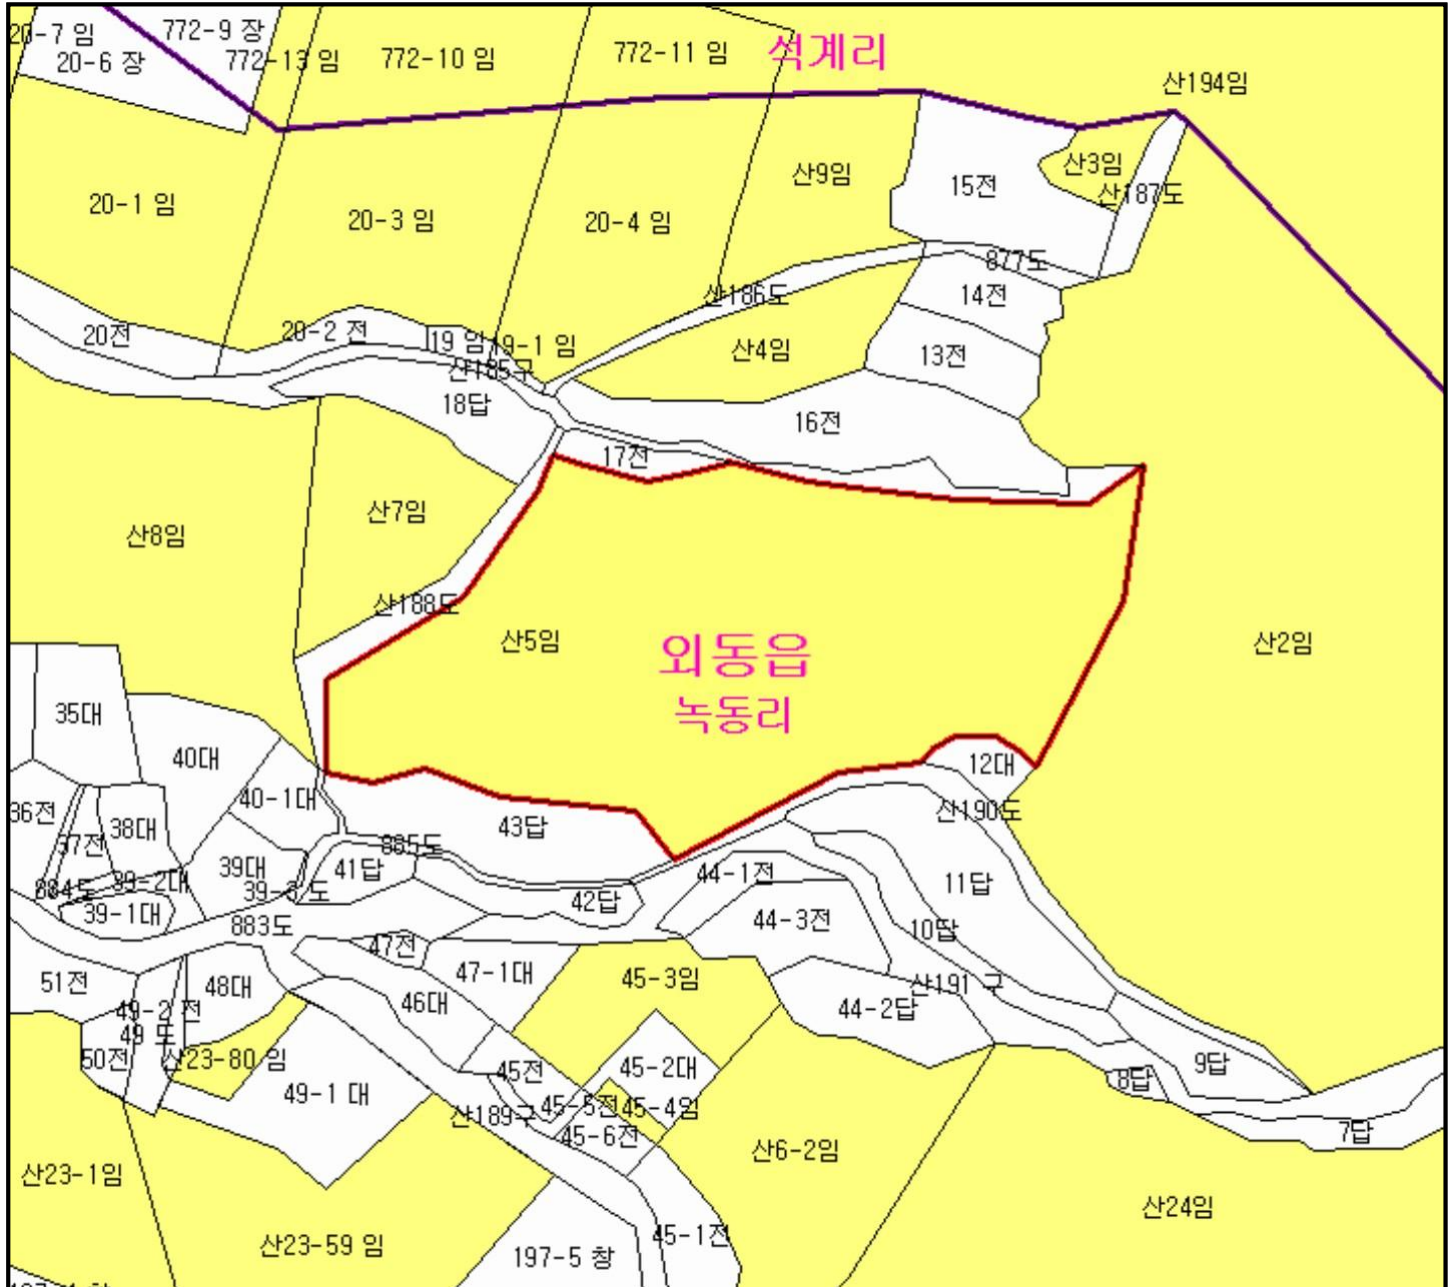 20-7 임
772-9 장
20-6 장
772-13 임
772-10 임
772-11 임
석계리
산194임
20-1 임
20-3 임
20-4 임
산9임
15전
산3임
산187도
877도
산186도
14전
20전
20-2 전
19 임
19-1 임
산4임
13전
산185구
18답
16전
17전
산7임
산8임
산188도
산5임
외동읍
녹동리
산2임
35대
40대
12대
40-1대
산190도
36전
37전
38대
43답
885도
39대
41답
44-1전
11답
884도
39-2대
39-3 도
42답
39-1대
883도
44-3전
10답
47전
51전
48대
47-1대
45-3임
산191 구
49-2 전
46대
44-2답
49 도
50전
산23-80 임
45전
45-2대
9답
8답
49-1 대
산189구
45-5전
45-4임
45-6전
7답
산6-2임
산23-1임
산24임
산23-59 임
197-5 창
45-1전